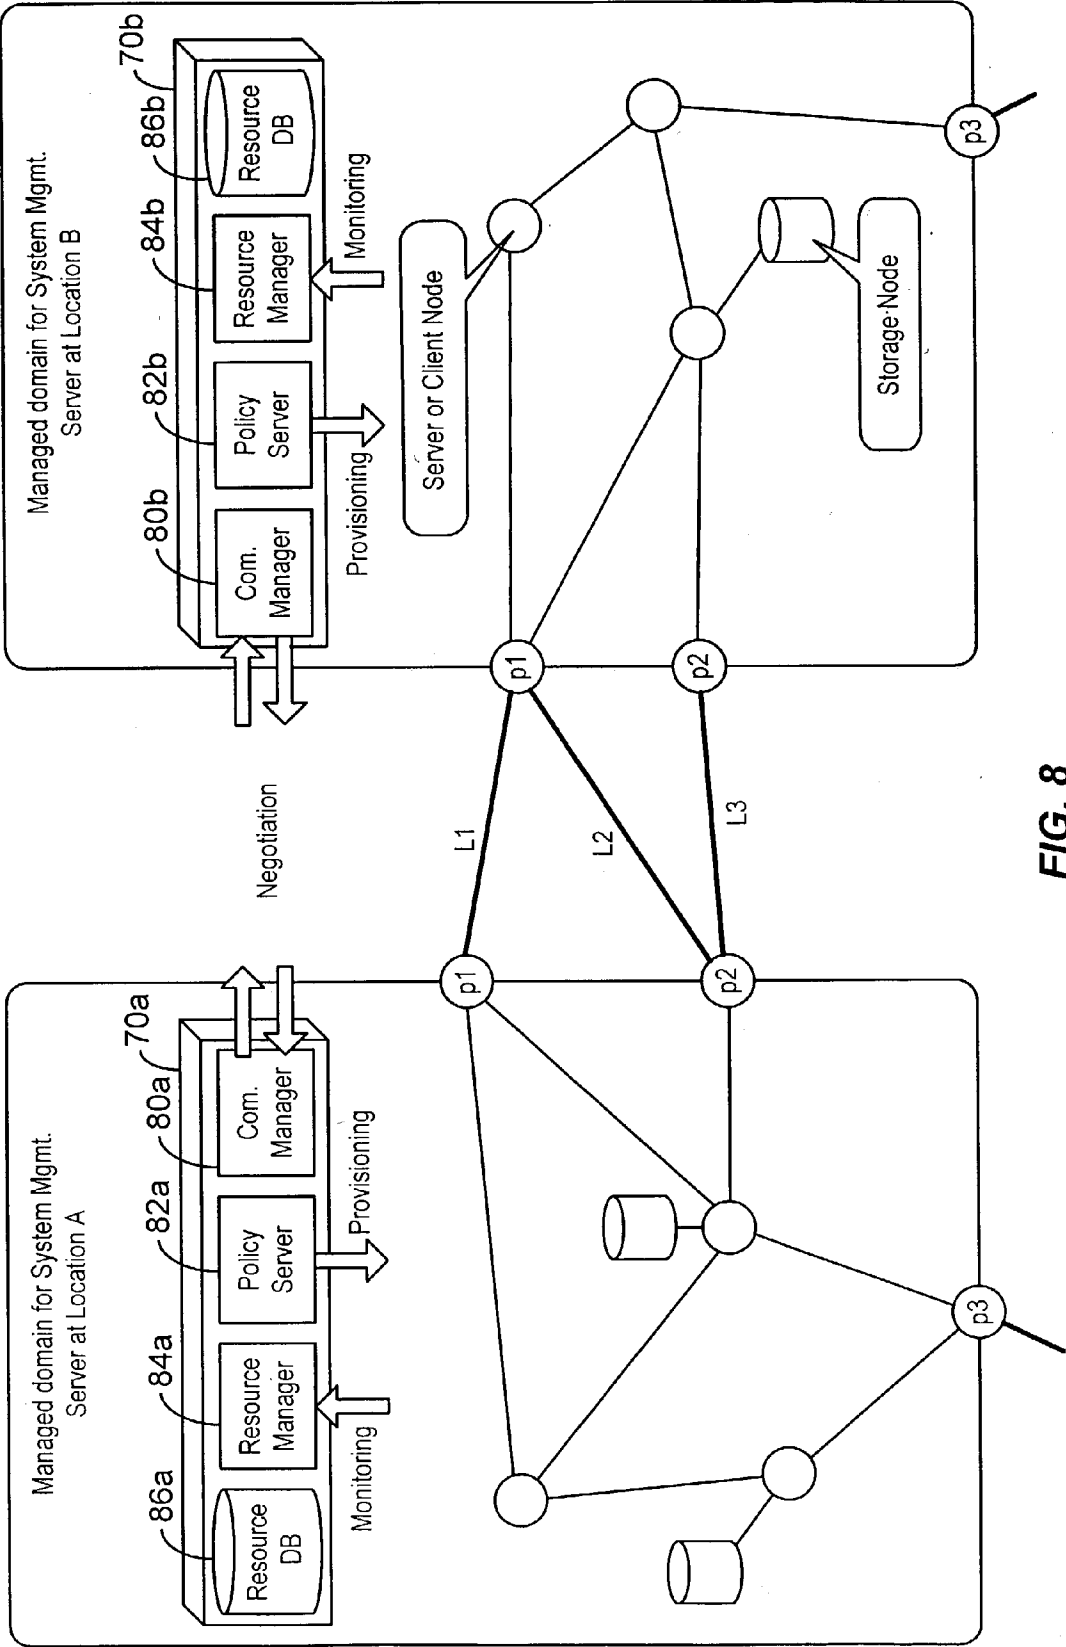 Managed domain for System Mgmt.
Server at Location A
86a
84a
82a
80a
70a
Resource
DB
Resource
Manager
Policy
Server
Com.
Manager
Monitoring
Provisioning
Negotiation
Managed domain for System Mgmt.
Server at Location B
80b
82b
84b
86b
70b
Com.
Manager
Policy
Server
Resource
Manager
Resource
DB
Provisioning
Monitoring
Server or Client Node
Storage Node
p1
p2
p3
L1
L2
L3
p1
p2
p3
FIG. 8